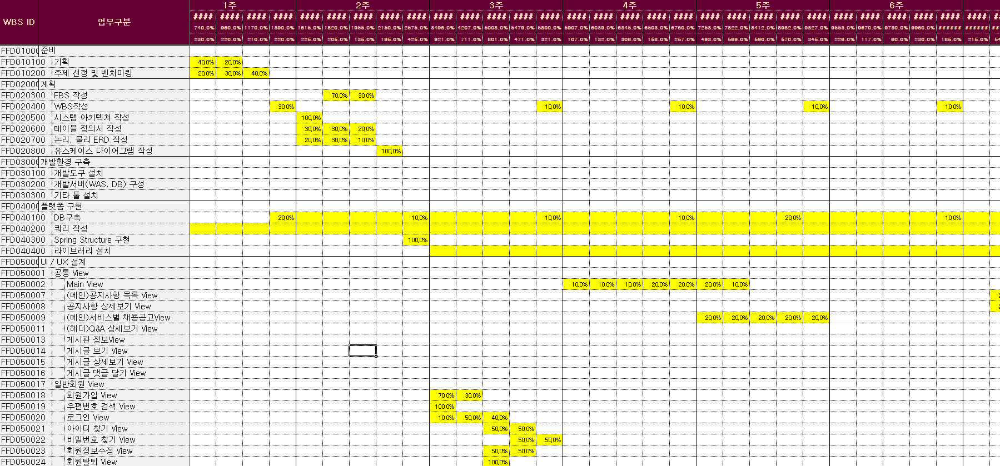 WBS ID 업무구분 1주 2주 3주 4주 5주 6주
#### #### #### #### #### #### #### #### #### #### #### #### #### #### #### #### #### #### #### #### #### #### #### #### #### #### #### #### #### ####
740.0% 960.0% 1170.0% 1390.0% 1615.0% 1820.0% 1955.0% 2150.0% 2575.0% 3496.0% 4207.0% 5008.0% 5479.0% 5800.0% 5907.0% 6039.0% 6345.0% 6503.0% 6760.0% 7253.0% 7822.0% 8412.0% 8982.0% 9327.0% 9553.0% 9670.0% 9730.0% 9960.0% ###### ######
230.0% 220.0% 210.0% 220.0% 225.0% 205.0% 135.0% 195.0% 425.0% 921.0% 711.0% 801.0% 471.0% 321.0% 107.0% 132.0% 306.0% 158.0% 257.0% 493.0% 569.0% 590.0% 570.0% 345.0% 226.0% 117.0% 60.0% 230.0% 185.0% 215.0%
FFD01000 준비
FFD010100 기획 40,0% 20,0%
FFD010200 주제 선정 및 벤치마킹 20,0% 30,0% 40,0%
FFD02000 계획
FFD020300 FBS 작성 70,0% 30,0%
FFD020400 WBS작성 30,0% 10,0% 10,0% 10,0% 10,0%
FFD020500 시스템 아키텍쳐 작성 100,0%
FFD020600 테이블 정의서 작성 30,0% 30,0% 20,0%
FFD020700 논리, 물리 ERD 작성 20,0% 30,0% 10,0%
FFD020800 유스케이스 다이어그램 작성 100,0%
FFD03000 개발환경 구축
FFD030100 개발도구 설치
FFD030200 개발서버(WAS, DB) 구성
FFD030300 기타 툴 설치
FFD04000 플랫폼 구현
FFD040100 DB구축 20,0% 10,0% 10,0% 10,0% 20,0% 10,0%
FFD040200 쿼리 작성
FFD040300 Spring Structure 구현 100,0%
FFD040400 라이브러리 설치
FFD05000 UI / UX 설계
FFD050001 공통 View
FFD050002 Main View 10,0% 10,0% 10,0% 20,0% 20,0% 20,0% 10,0%
FFD050007 (메인)공지사항 목록 View
FFD050008 공지사항 상세보기 View
FFD050009 (메인)서비스별 채용공고View 20,0% 20,0% 20,0% 20,0% 20,0%
FFD050011 (해더)Q&A 상세보기 View
FFD050013 게시판 정보View
FFD050014 게시글 보기 View
FFD050015 게시글 상세보기 View
FFD050016 게시글 댓글 달기 View
FFD050017 일반회원 View
FFD050018 회원가입 View 70,0% 30,0%
FFD050019 우편번호 검색 View 100,0%
FFD050020 로그인 View 10,0% 50,0% 40,0%
FFD050021 아이디 찾기 View 50,0% 50,0%
FFD050022 비밀번호 찾기 View 50,0% 50,0%
FFD050023 회원정보수정 View 50,0% 50,0%
FFD050024 회원탈퇴 View 100,0%